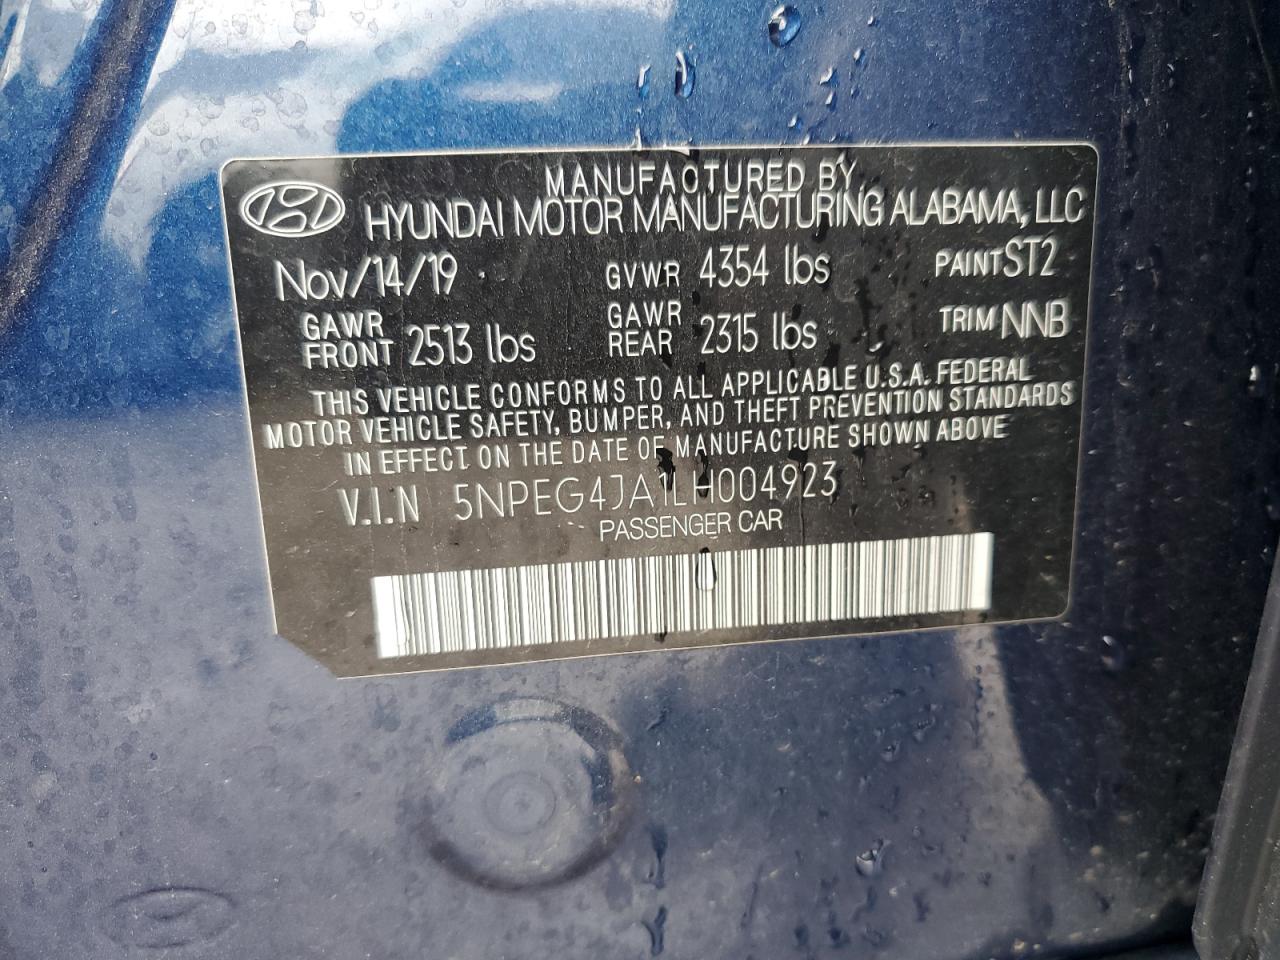 MANUFACTURED BY
HYUNDAI MOTOR MANUFACTURING ALABAMA, LLC
Nov/14/19 GVWR 4354 lbs PAINT ST2
GAWR FRONT 2513 lbs GAWR REAR 2315 lbs TRIM NNB
THIS VEHICLE CONFORMS TO ALL APPLICABLE U.S.A. FEDERAL
MOTOR VEHICLE SAFETY, BUMPER, AND THEFT PREVENTION STANDARDS
IN EFFECT ON THE DATE OF MANUFACTURE SHOWN ABOVE
V.I.N 5NPEG4JA1LH004923
PASSENGER CAR